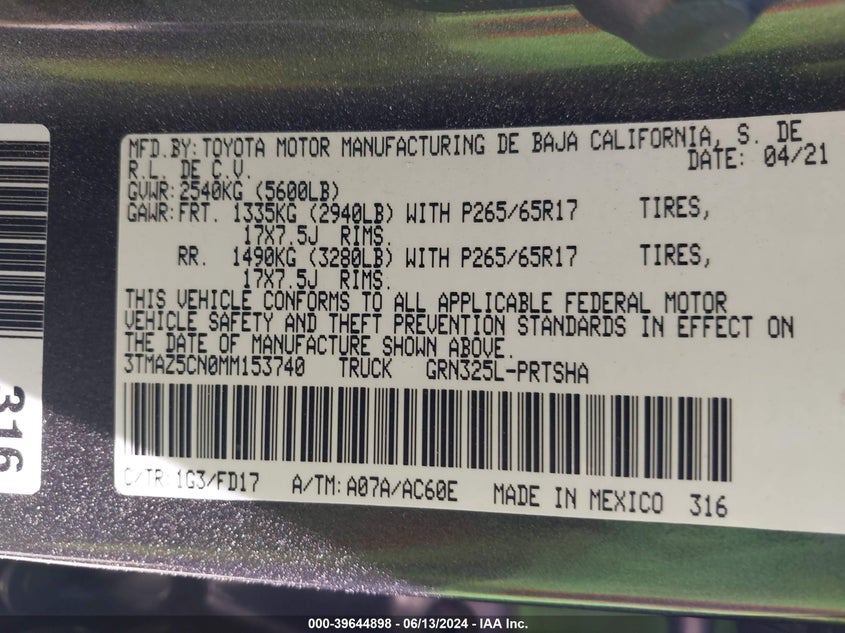 MFD.BY:TOYOTA MOTOR MANUFACTURING DE BAJA CALIFORNIA, S. DE
R.L. DE C.V. DATE: 04/21
GVWR:2540KG (5600LB)
GAWR:FRT. 1335KG (2940LB) WITH P265/65R17 TIRES,
17X7.5J RIMS.
RR. 1490KG (3280LB) WITH P265/65R17 TIRES,
17X7.5J RIMS.
THIS VEHICLE CONFORMS TO ALL APPLICABLE FEDERAL MOTOR
VEHICLE SAFETY AND THEFT PREVENTION STANDARDS IN EFFECT ON
THE DATE OF MANUFACTURE SHOWN ABOVE.
3TMAZ5CN0MM153740 TRUCK GRN325L-PRTSHA
C/TR:1G3/FD17 A/TM:A07A/AC60E MADE IN MEXICO 316
316
000-39644898 - 06/13/2024 - IAA Inc.